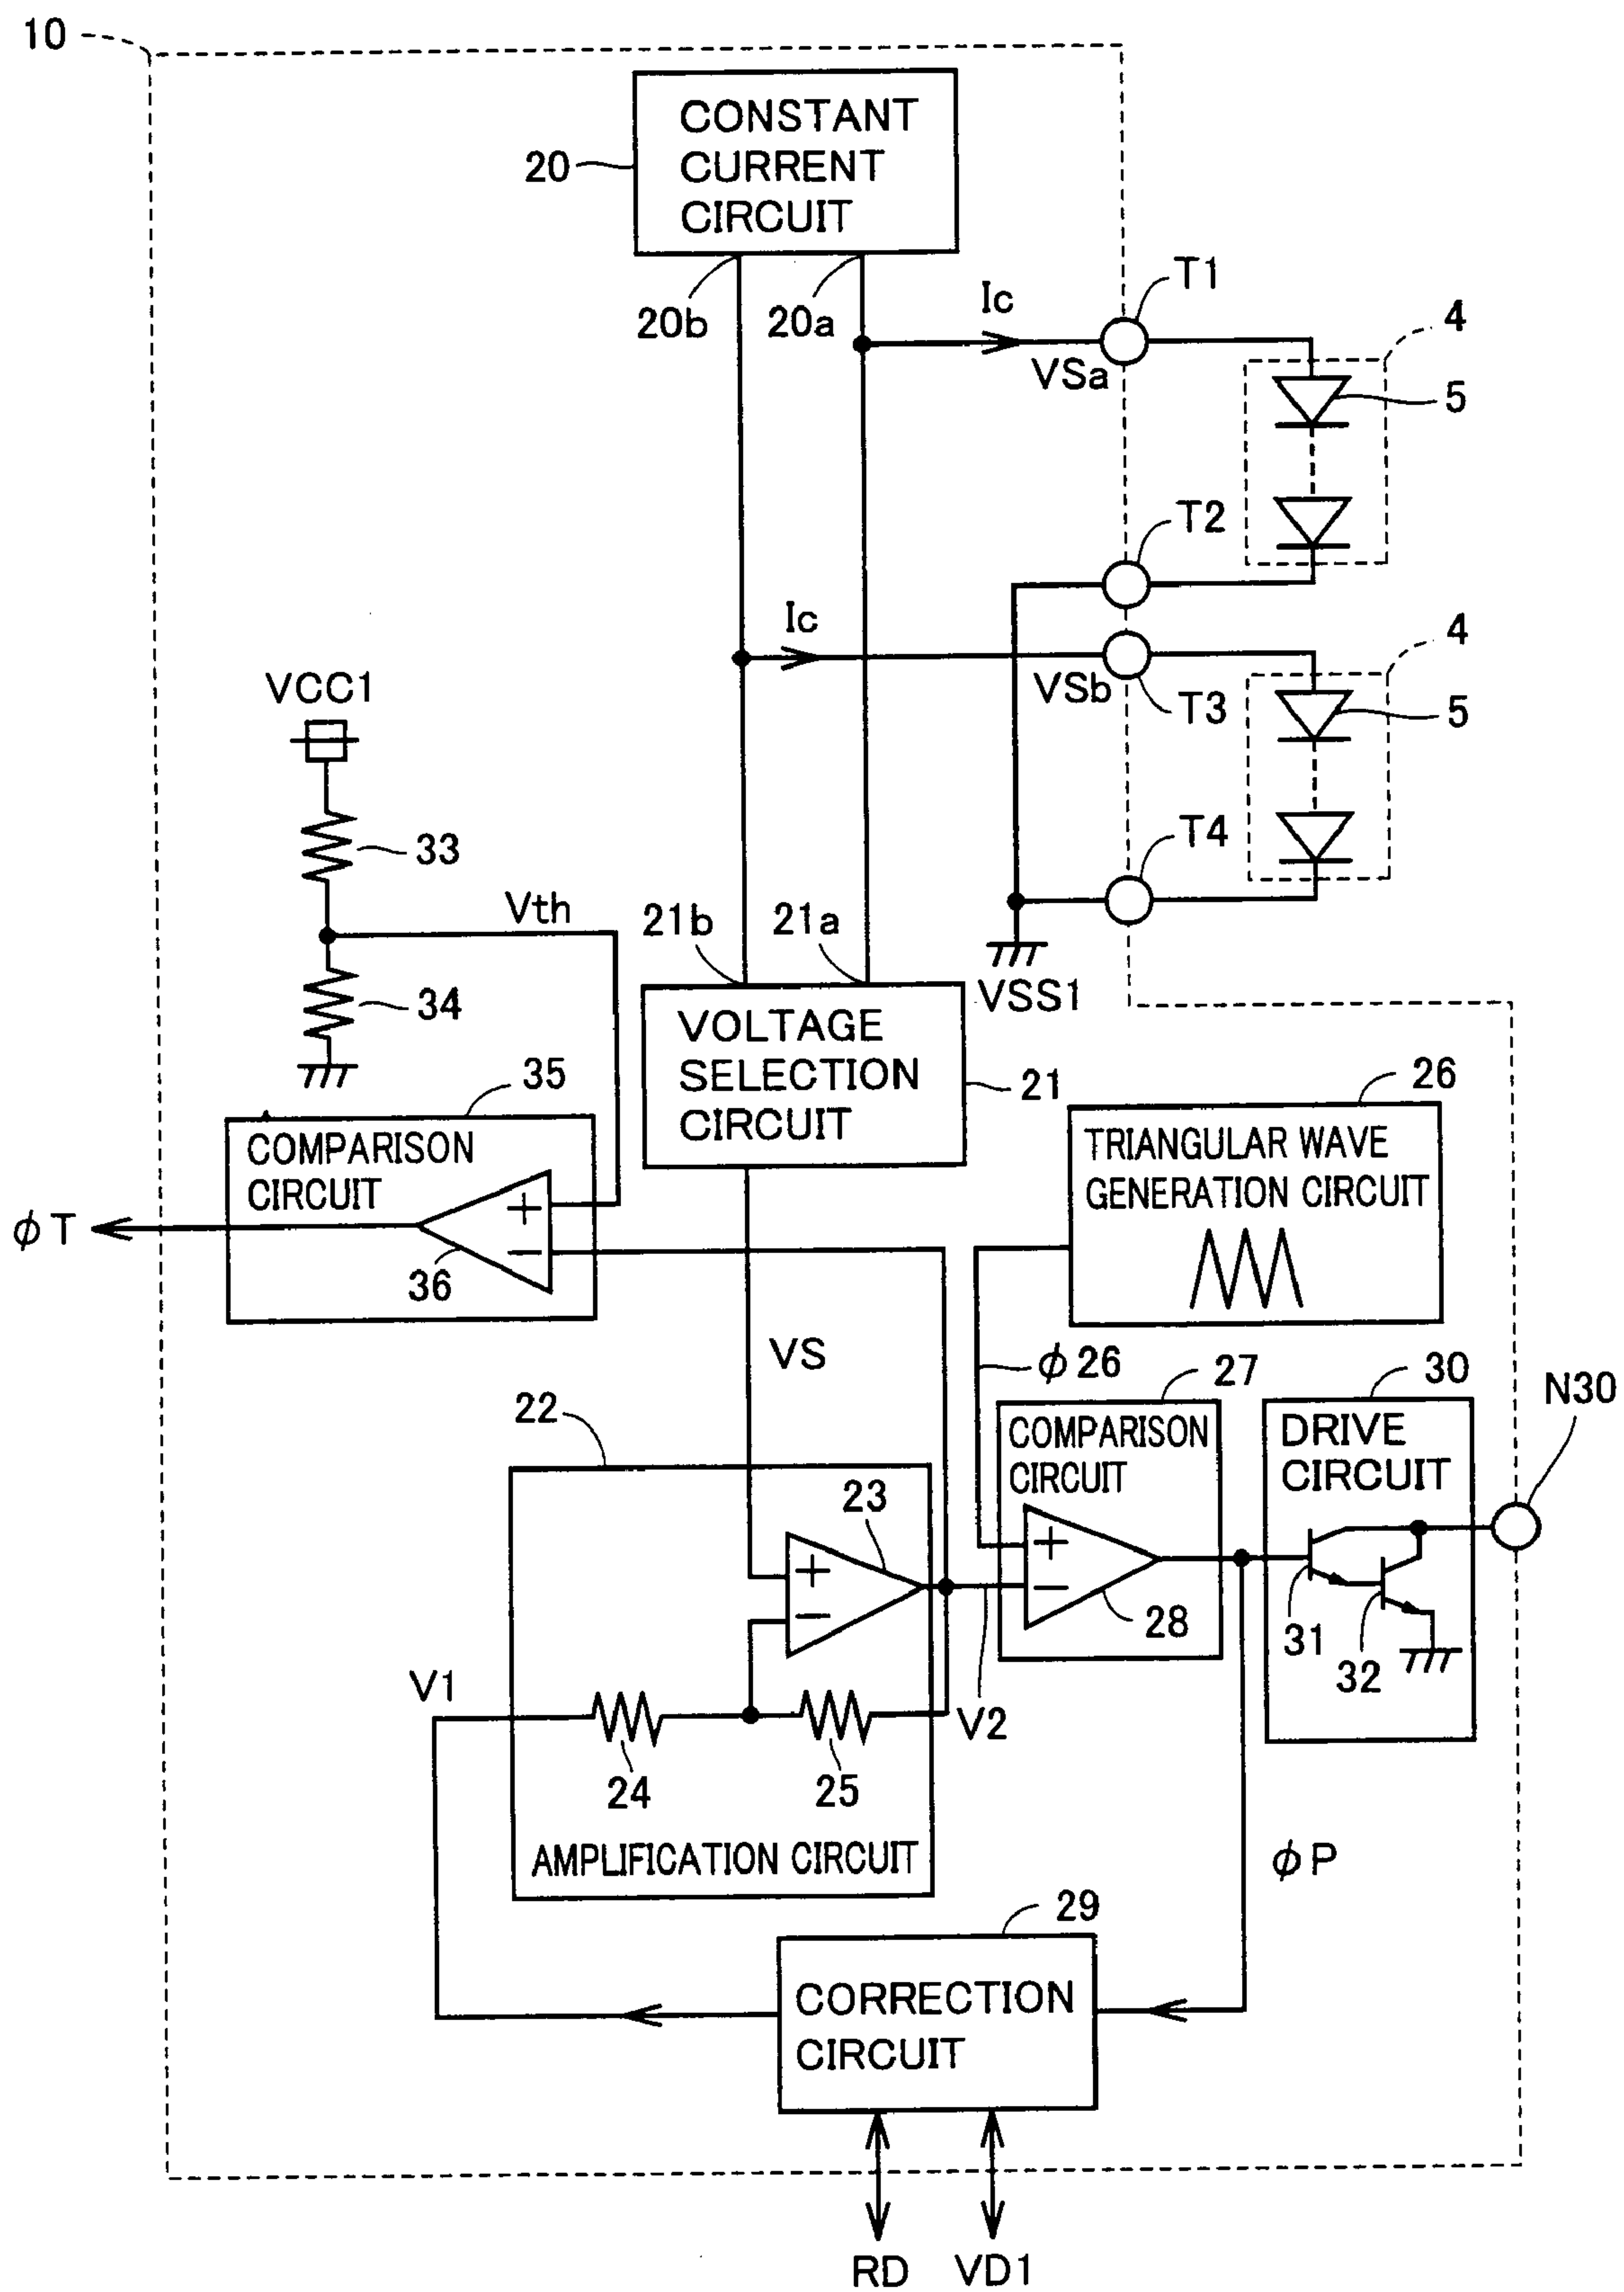 10
CONSTANT
CURRENT
CIRCUIT
20
20b
20a
Ic
T1
VSa
4
5
T2
Ic
VSb
T3
4
5
VCC1
33
Vth
34
T4
21b
21a
VSS1
VOLTAGE
SELECTION
CIRCUIT
21
35
COMPARISON
CIRCUIT
+
−
36
φT
26
TRIANGULAR WAVE
GENERATION CIRCUIT
VS
φ26
27
COMPARISON
CIRCUIT
+
−
28
30
DRIVE
CIRCUIT
31
32
N30
22
23
+
−
V1
V2
24
25
AMPLIFICATION CIRCUIT
φP
29
CORRECTION
CIRCUIT
RD
VD1